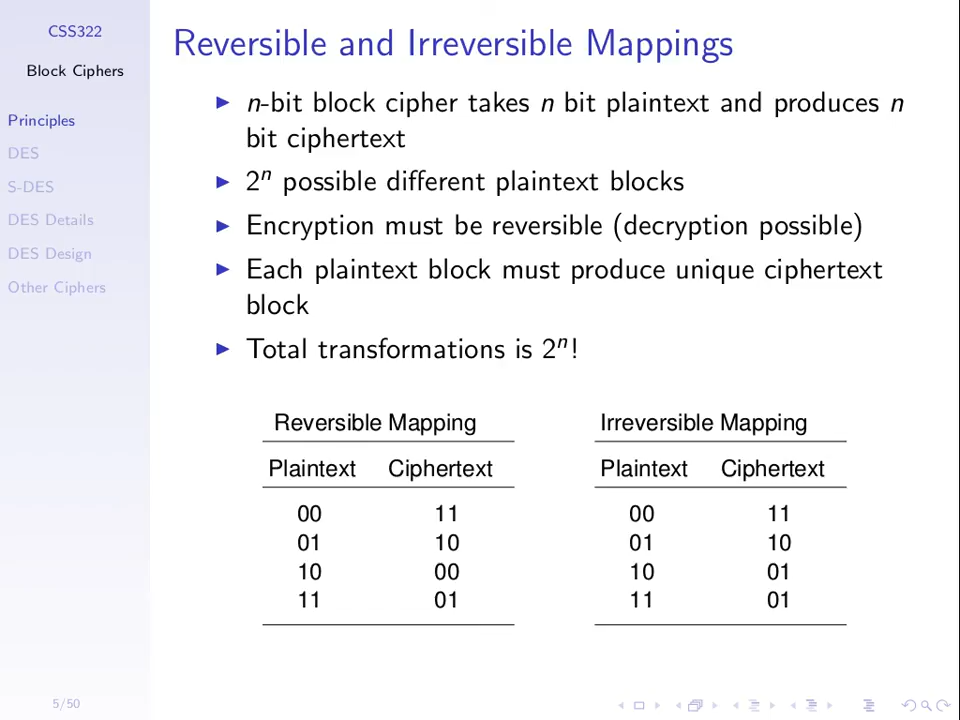 CSS322
Block Ciphers
Principles
DES
S-DES
DES Details
DES Design
Other Ciphers
5/50
Reversible and Irreversible Mappings
n-bit block cipher takes n bit plaintext and produces n
bit ciphertext
2ⁿ possible different plaintext blocks
Encryption must be reversible (decryption possible)
Each plaintext block must produce unique ciphertext
block
Total transformations is 2ⁿ!
Reversible Mapping
Plaintext Ciphertext
00 11
01 10
10 00
11 01
Irreversible Mapping
Plaintext Ciphertext
00 11
01 10
10 01
11 01